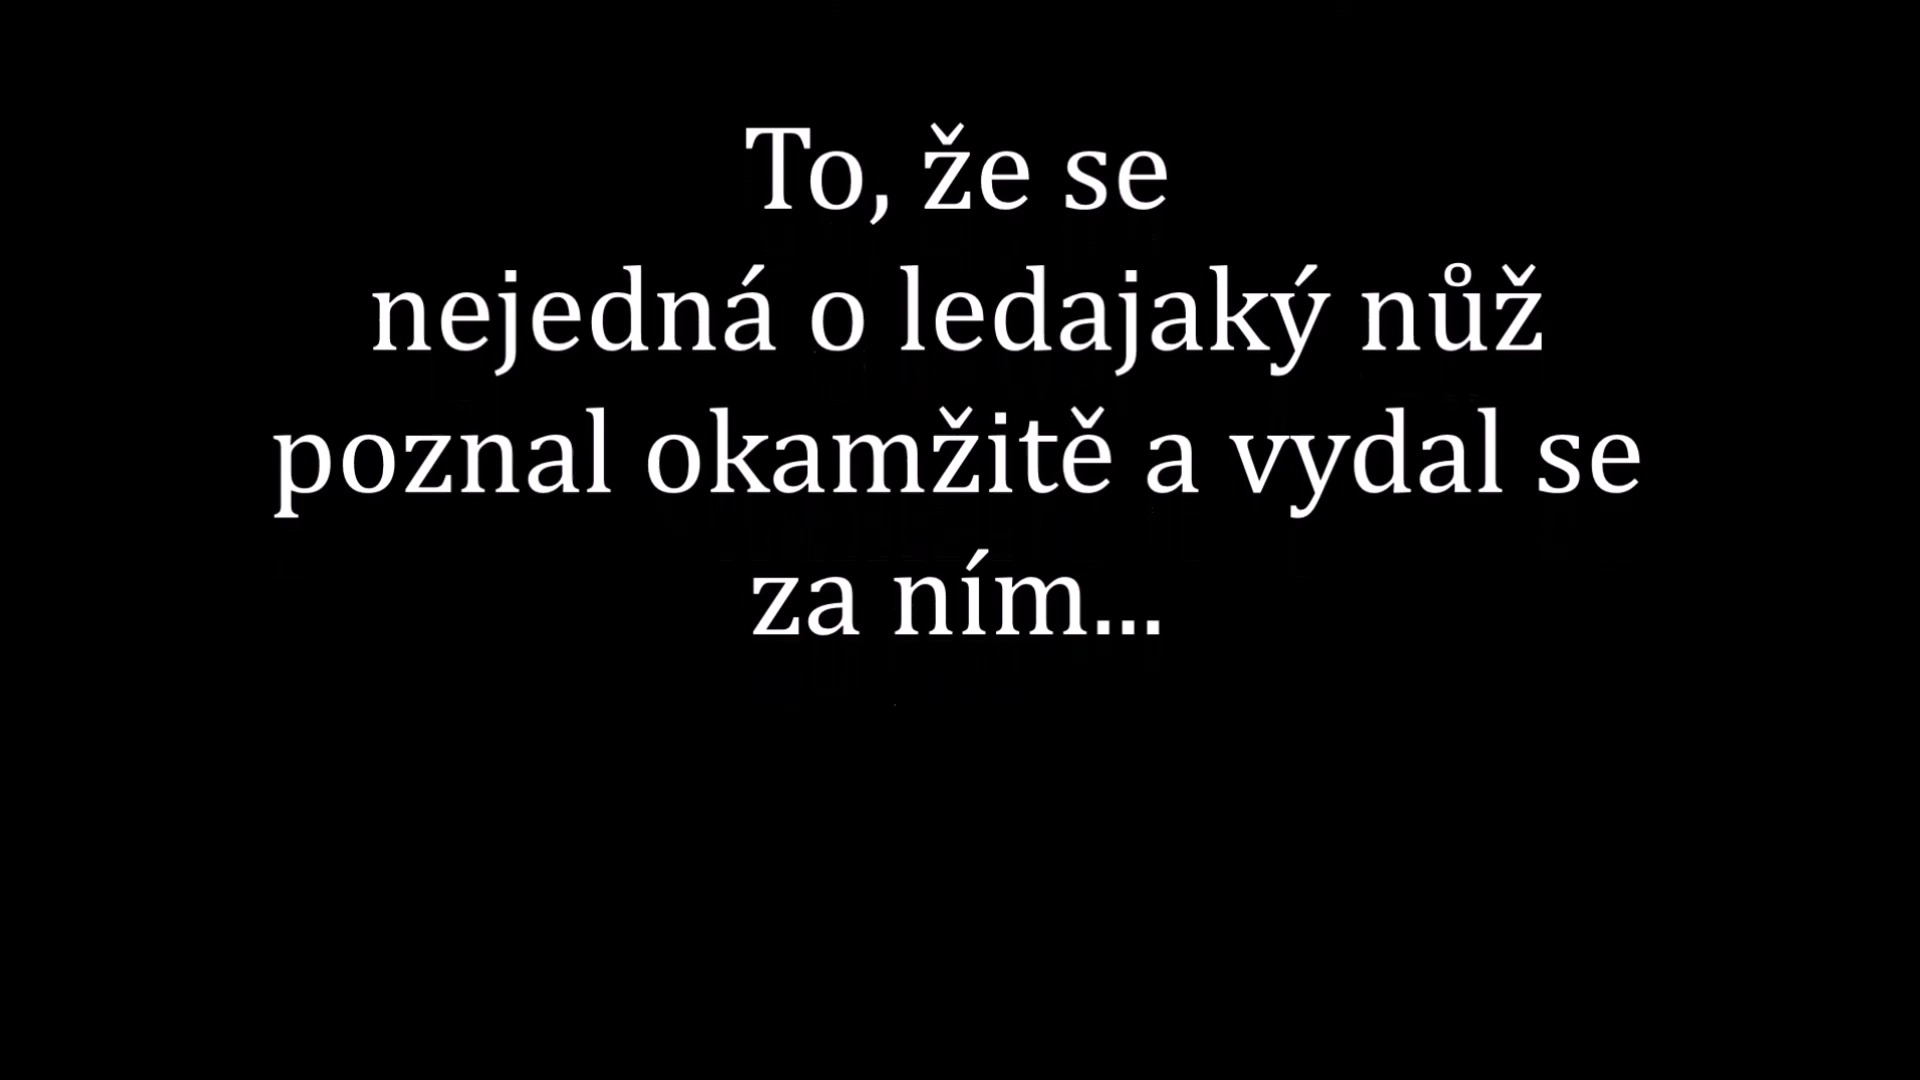 To, že se
nejedná o ledajaký nůž
poznal okamžitě a vydal se
za ním...